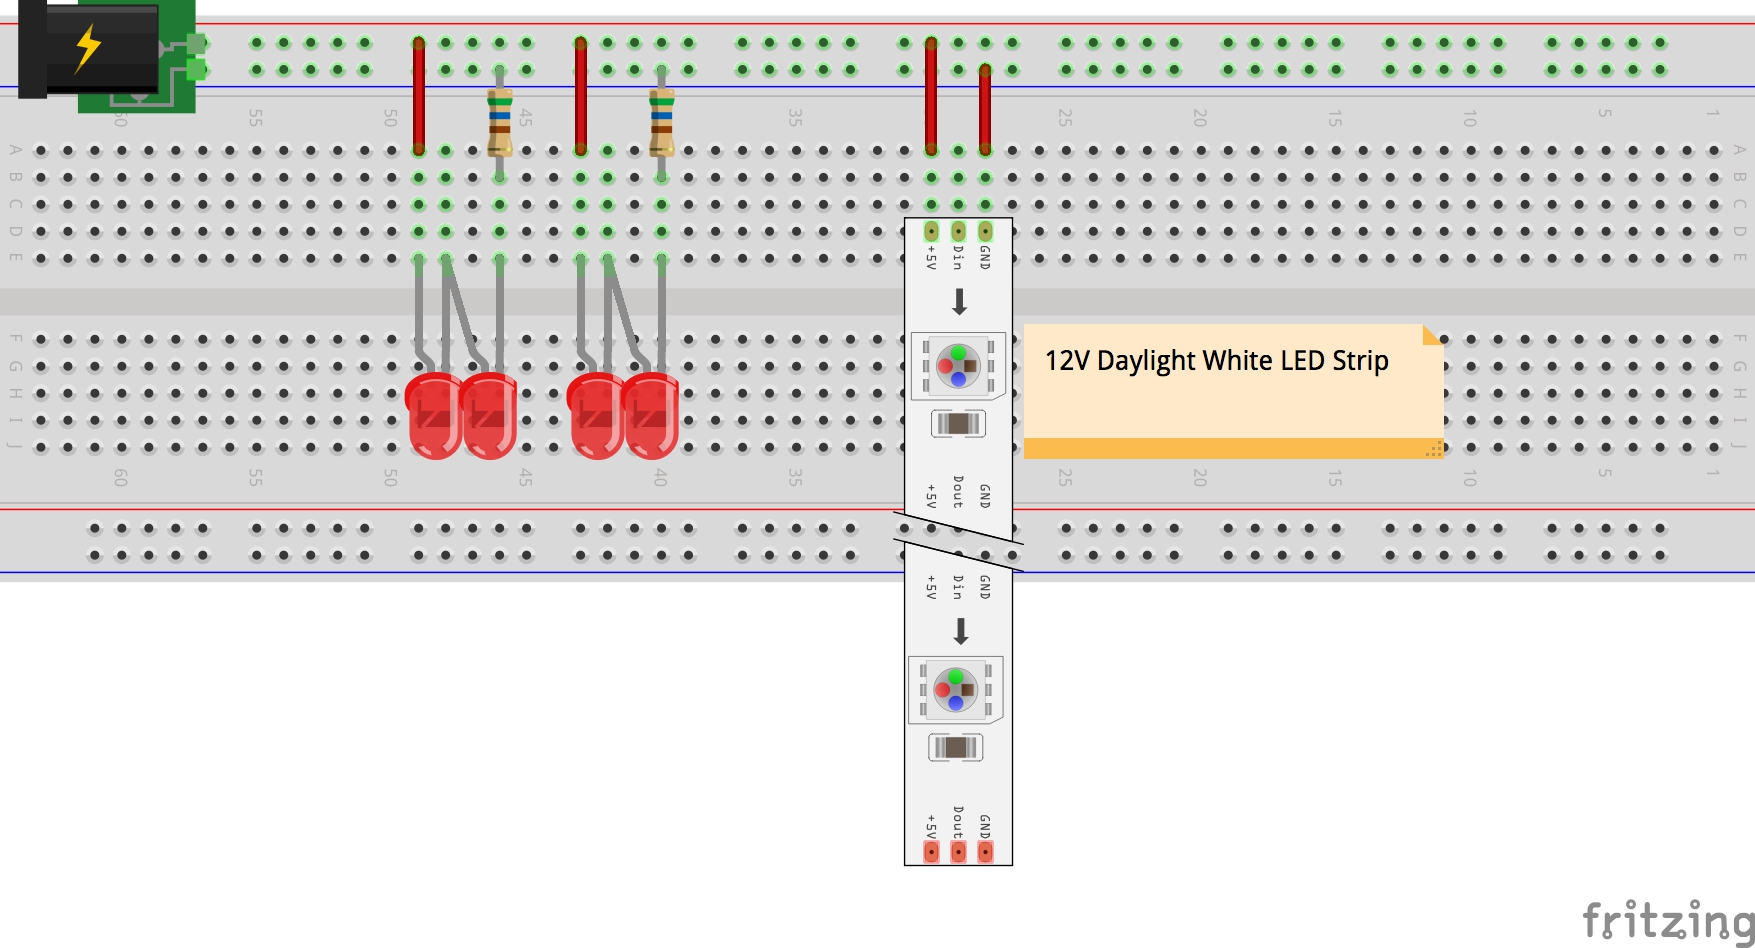 60 55 50 45 35 25 20 15 10 5 1
A A
B B
C C
D D
E E
+5V Din GND
F F
G G
12V Daylight White LED Strip
H H
I I
J J
60 55 50 45 40 35 25 20 15 10 5 1
+5V Dout GND
+5V Din GND
+5V Dout GND
fritzing